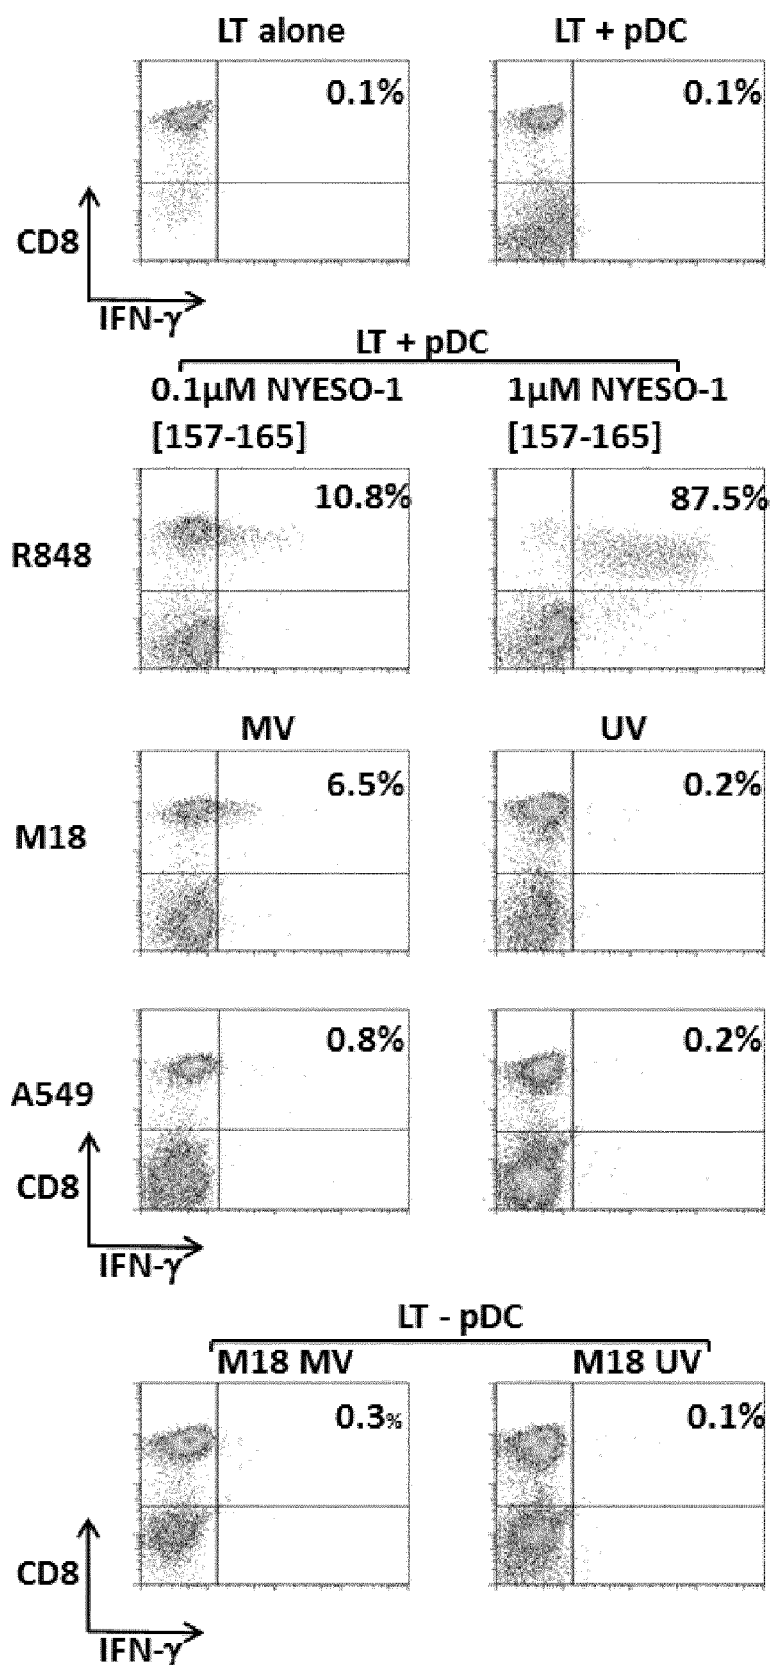 LT alone
LT + pDC
0.1%
0.1%
CD8
IFN-γ
LT + pDC
0.1µM NYESO-1
[157-165]
1µM NYESO-1
[157-165]
R848
10.8%
87.5%
MV
UV
M18
6.5%
0.2%
A549
0.8%
0.2%
CD8
IFN-γ
LT - pDC
M18 MV
M18 UV
0.3%
0.1%
CD8
IFN-γ